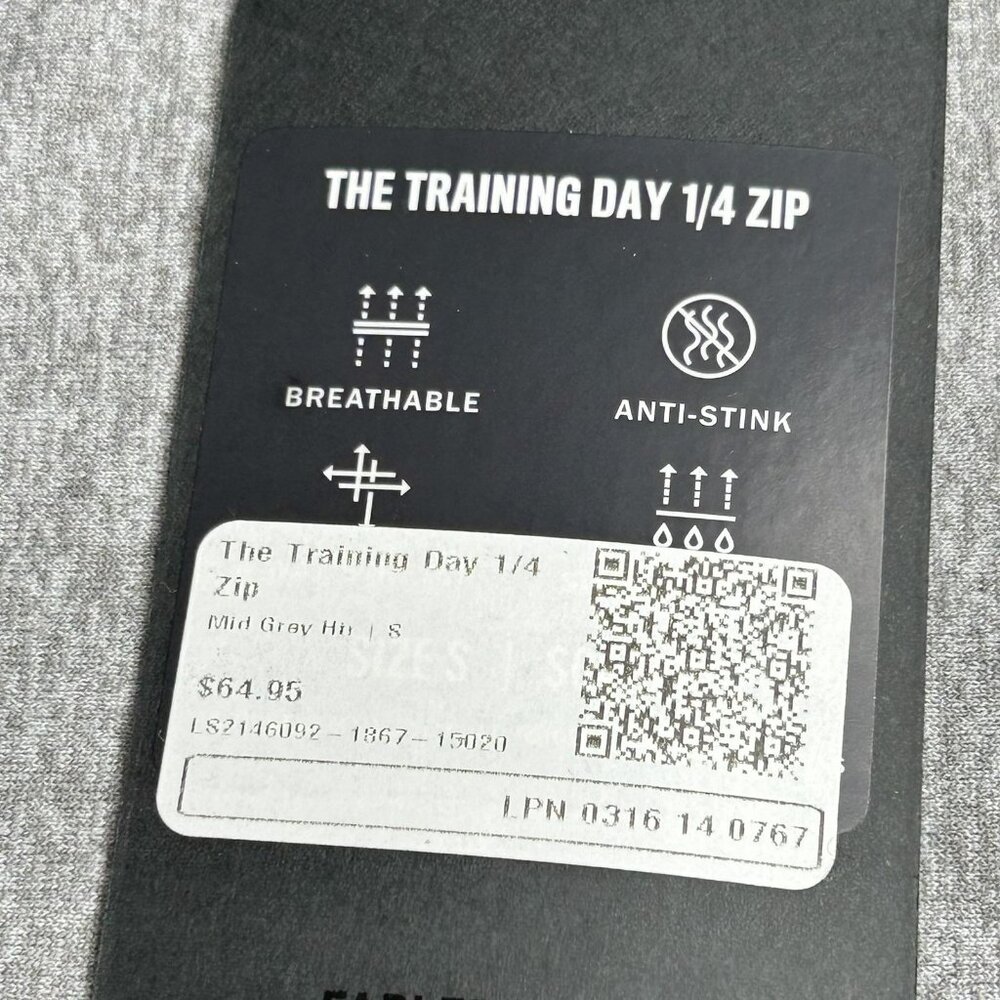 THE TRAINING DAY 1/4 ZIP
BREATHABLE
ANTI-STINK
The Training Day 1/4
Zip
Mid Grey Htr | S
$64.95
LS2146092-1867-15020
LPN 0316 14 0767